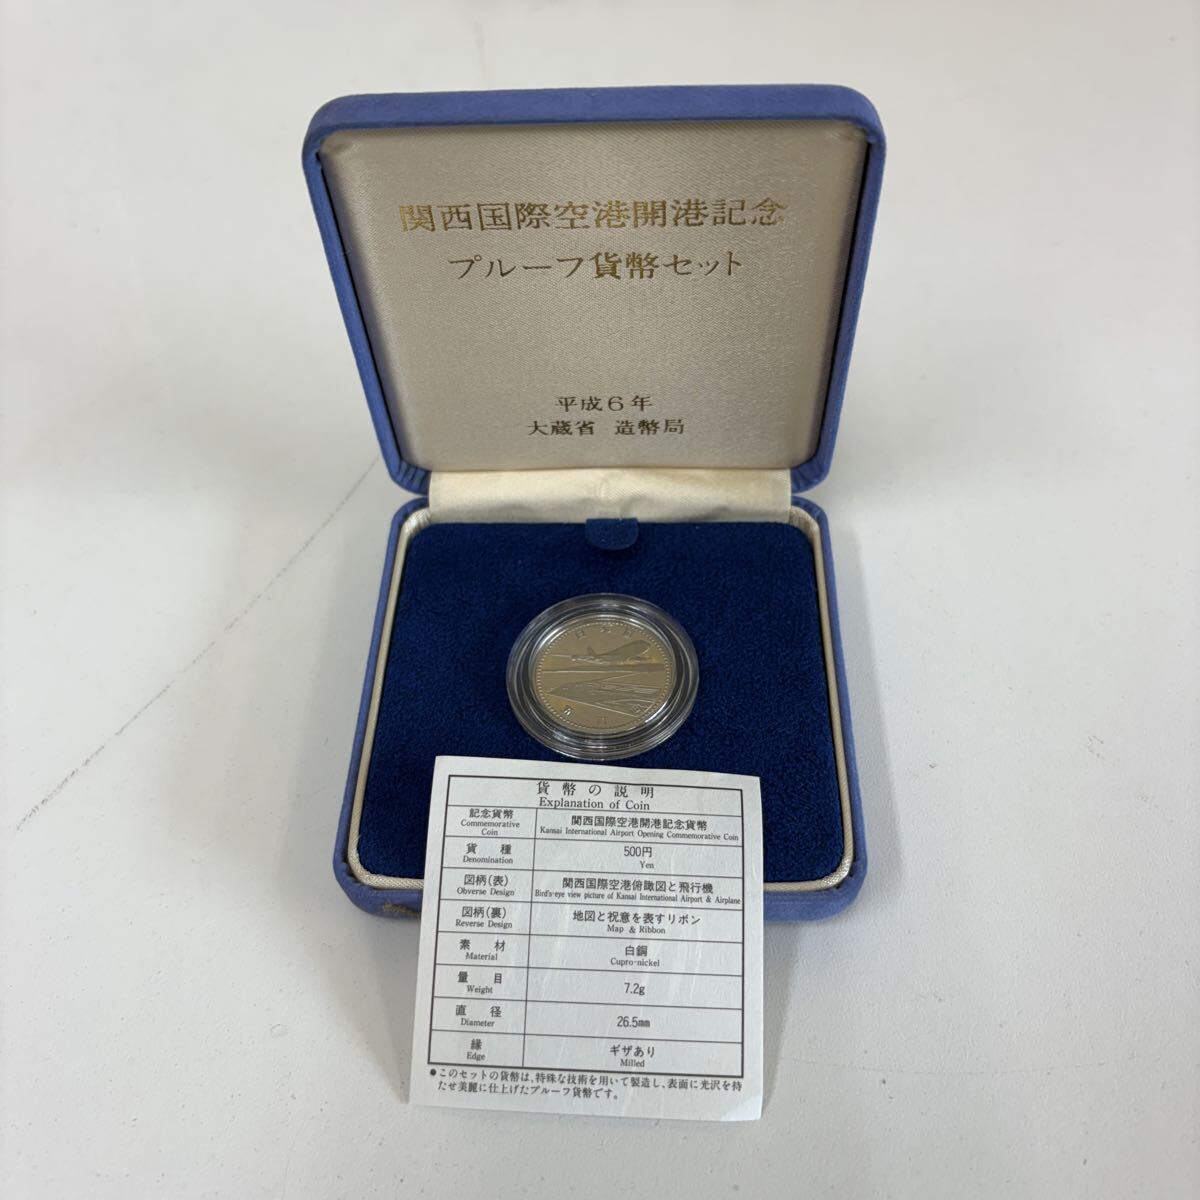 関西国際空港開港記念
プルーフ貨幣セット
平成6年
大蔵省 造幣局
貨幣の説明
Explanation of Coin
記念貨幣
Commemorative
Coin
関西国際空港開港記念貨幣
Kansai International Airport Opening Commemorative Coin
貨種
Denomination
500円
Yen
図柄(表)
Obverse Design
関西国際空港俯瞰図と飛行機
Bird's-eye view picture of Kansai International Airport & Airplane
図柄(裏)
Reverse Design
地図と祝意を表すリボン
Map & Ribbon
素材
Material
白銅
Cupro-nickel
量目
Weight
7.2g
直径
Diameter
26.5mm
縁
Edge
ギザあり
Milled
●このセットの貨幣は、特殊な技術を用いて製造し、表面に光沢を持
たせ美麗に仕上げたプルーフ貨幣です。